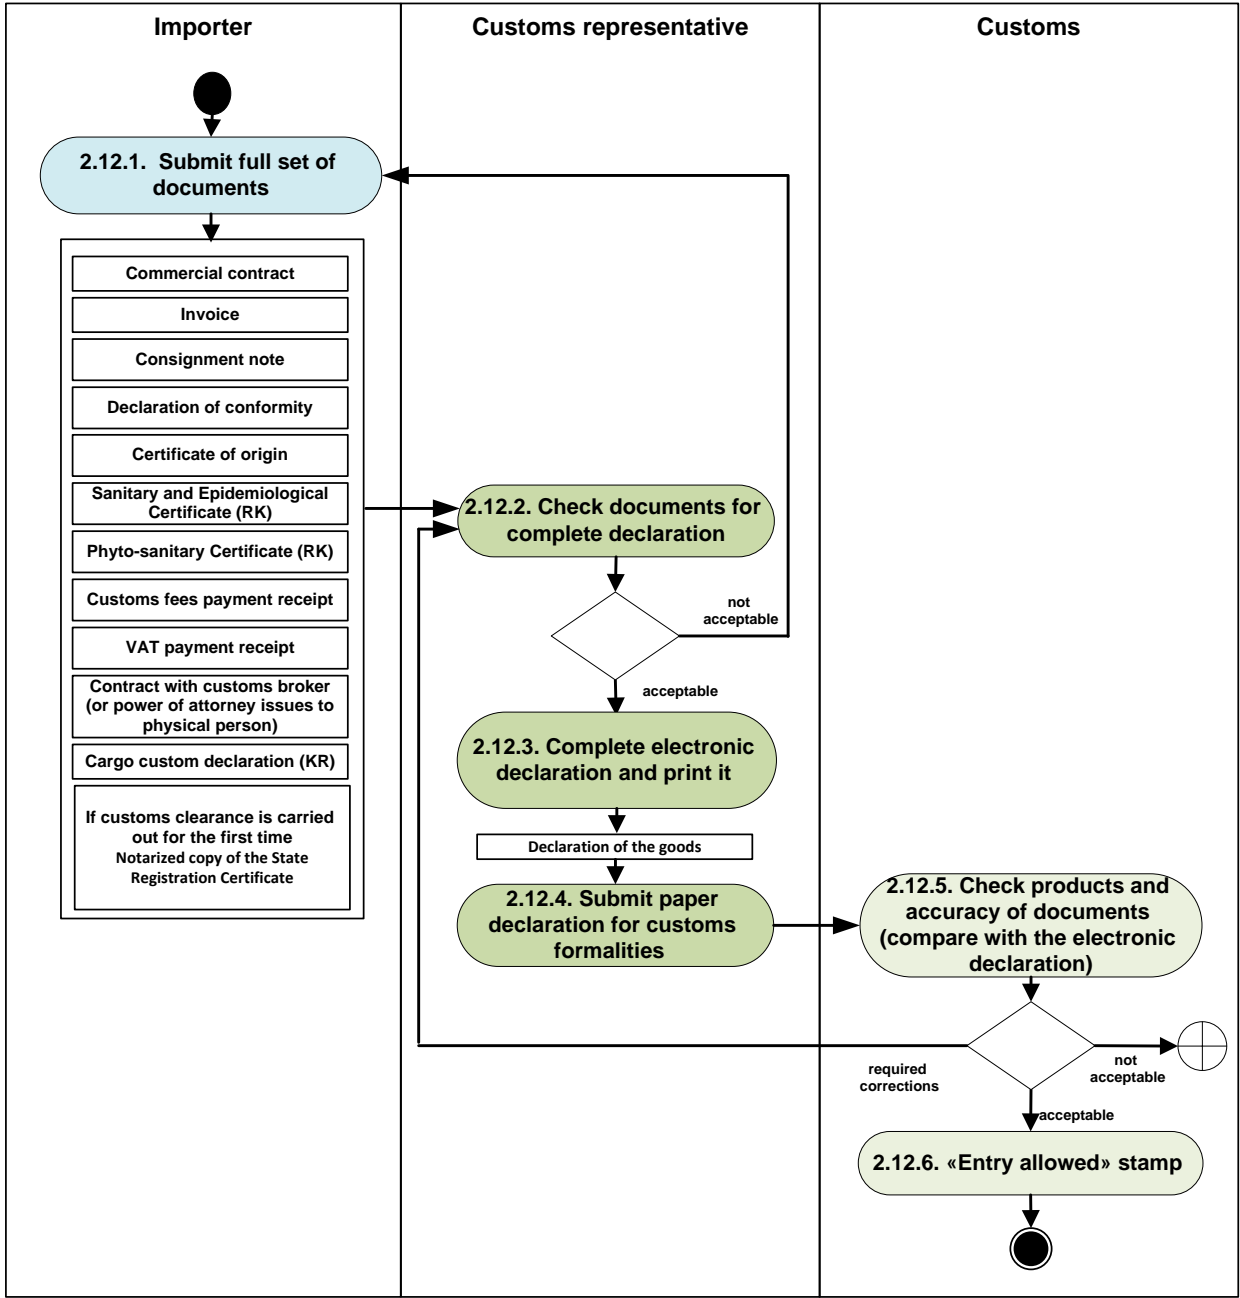 Importer
Customs representative
Customs
2.12.1. Submit full set of
documents
Commercial contract
Invoice
Consignment note
Declaration of conformity
Certificate of origin
Sanitary and Epidemiological
Certificate (RK)
Phyto-sanitary Certificate (RK)
Customs fees payment receipt
VAT payment receipt
Contract with customs broker
(or power of attorney issues to
physical person)
Cargo custom declaration (KR)
If customs clearance is carried
out for the first time
Notarized copy of the State
Registration Certificate
2.12.2. Check documents for
complete declaration
not
acceptable
acceptable
2.12.3. Complete electronic
declaration and print it
Declaration of the goods
2.12.4. Submit paper
declaration for customs
formalities
2.12.5. Check products and
accuracy of documents
(compare with the electronic
declaration)
required
corrections
not
acceptable
acceptable
2.12.6. «Entry allowed» stamp